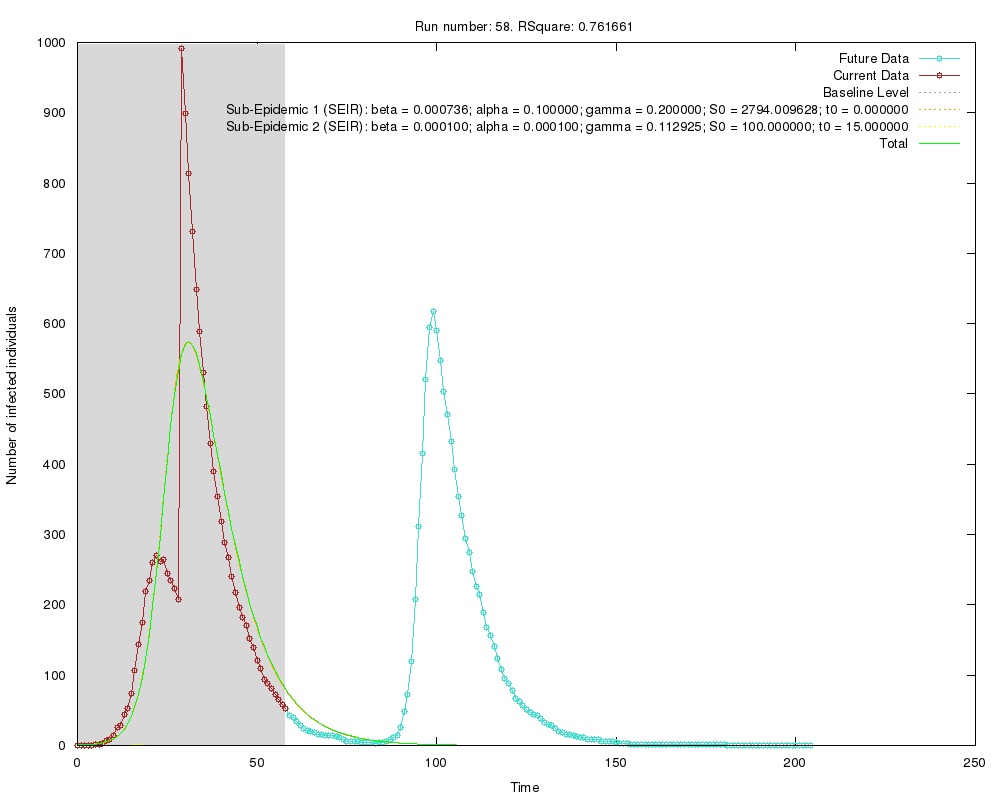 Run number: 58. RSquare: 0.761661
1000
900
800
700
600
500
400
300
200
100
0
Number of infected individuals
Future Data
Current Data
Baseline Level
Sub-Epidemic 1 (SEIR): beta = 0.000736; alpha = 0.100000; gamma = 0.200000; S0 = 2794.009628; t0 = 0.000000
Sub-Epidemic 2 (SEIR): beta = 0.000100; alpha = 0.000100; gamma = 0.112925; S0 = 100.000000; t0 = 15.000000
Total
0 50 100 150 200 250
Time